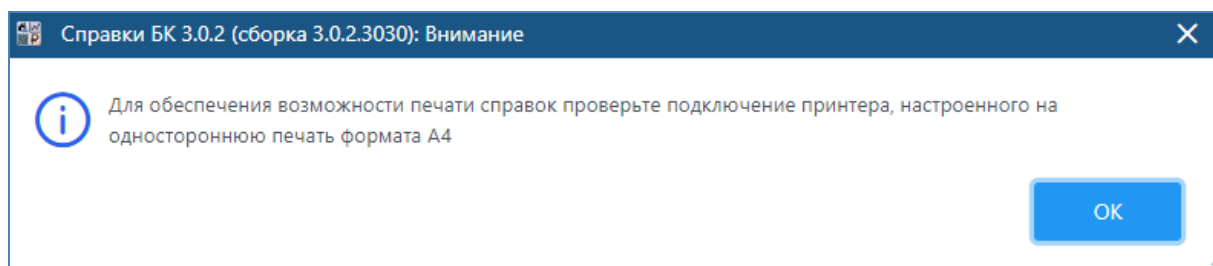 Справки БК 3.0.2 (сборка 3.0.2.3030): Внимание
Для обеспечения возможности печати справок проверьте подключение принтера, настроенного на
одностороннюю печать формата А4
ОК